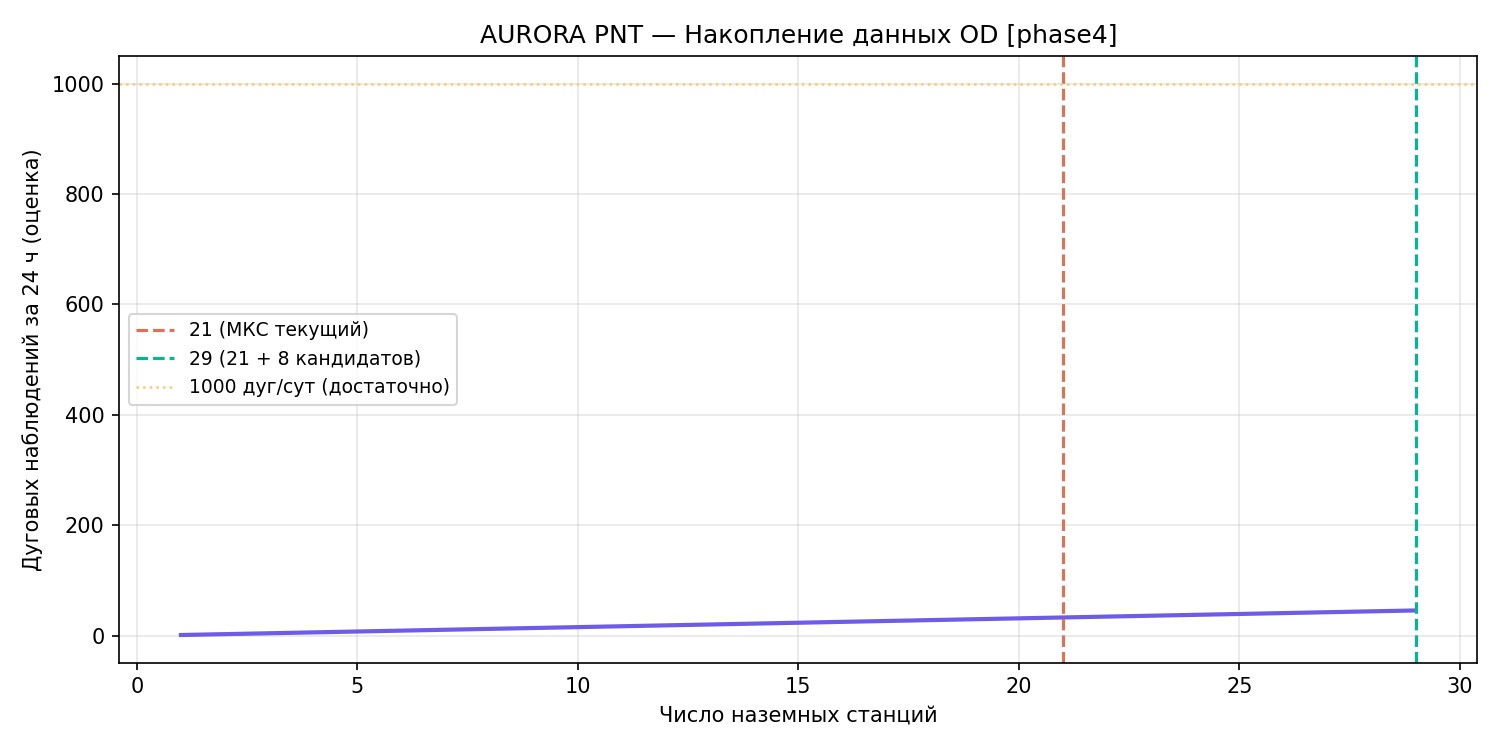 AURORA PNT — Накопление данных OD [phase4]
Дуговых наблюдений за 24 ч (оценка)
1000
800
600
400
200
0
21 (МКС текущий)
29 (21 + 8 кандидатов)
1000 дуг/сут (достаточно)
0 5 10 15 20 25 30
Число наземных станций